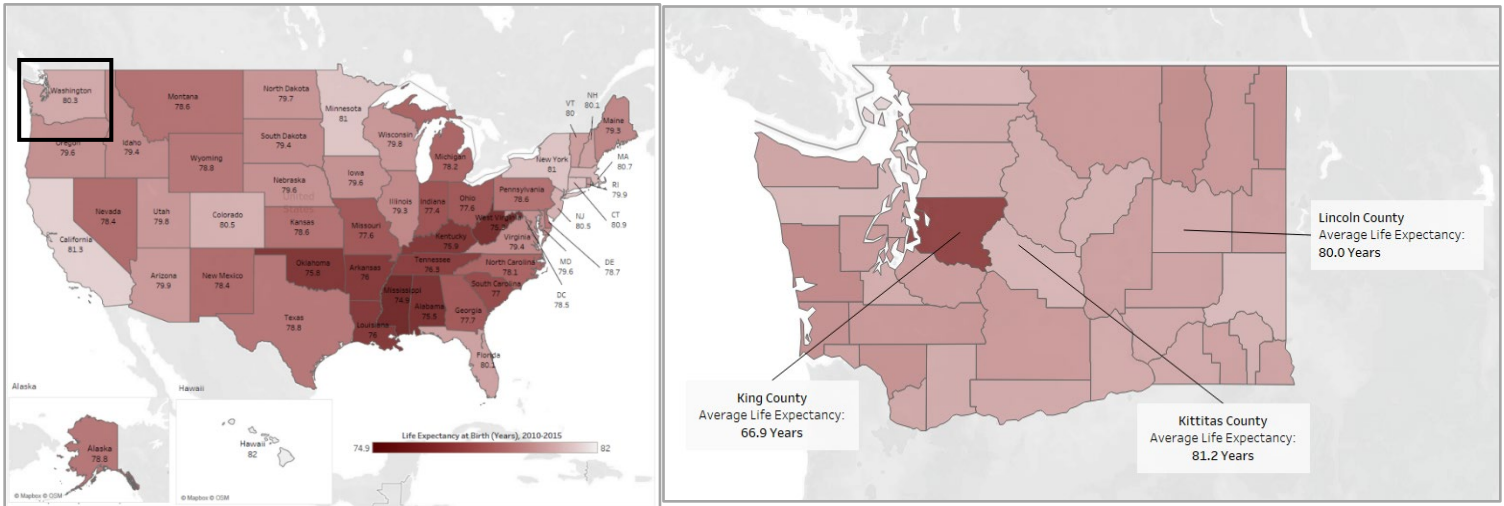 Washington
80.3
Montana
78.6
North Dakota
79.7
Minnesota
81
VT
80
NH
80.1
Maine
79.3
Oregon
79.6
Idaho
79.4
Wyoming
78.8
South Dakota
79.4
Wisconsin
79.8
Michigan
78.2
New York
81
MA
80.7
RI
79.9
CT
80.9
NJ
80.5
DE
78.7
MD
79.6
DC
78.5
Nevada
78.4
Utah
79.8
Colorado
80.5
Nebraska
79.6
United States
Iowa
79.6
Illinois
79.3
Indiana
77.4
Ohio
77.6
Pennsylvania
78.6
California
81.3
Kansas
78.6
Missouri
77.6
Kentucky
75.9
West Virginia
Virginia
79.4
Arizona
79.9
New Mexico
78.4
Oklahoma
75.8
Arkansas
76
Tennessee
76.3
North Carolina
78.1
South Carolina
77
Texas
78.8
Louisiana
76
Mississippi
74.9
Alabama
Georgia
77.7
Florida
80.1
Alaska
Hawaii
Alaska
78.8
Hawaii
82
© Mapbox © OSM
© Mapbox © OSM
Life Expectancy at Birth (Years), 2010-2015
74.9
82
Lincoln County
Average Life Expectancy:
80.0 Years
King County
Average Life Expectancy:
66.9 Years
Kittitas County
Average Life Expectancy:
81.2 Years